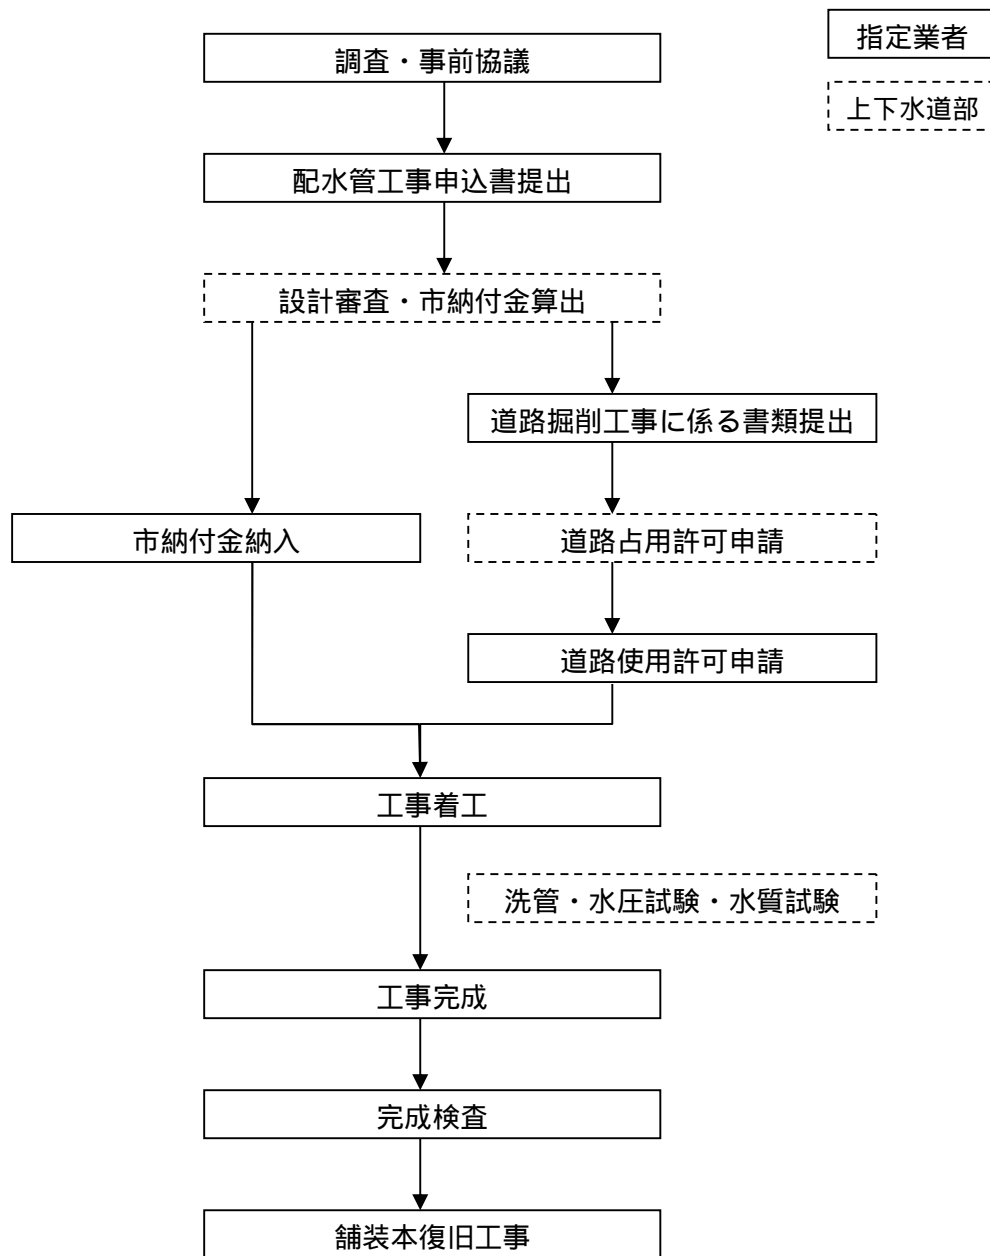 指定業者
調査・事前協議
上下水道部
配水管工事申込書提出
設計審査・市納付金算出
道路掘削工事に係る書類提出
市納付金納入
道路占用許可申請
道路使用許可申請
工事着工
洗管・水圧試験・水質試験
工事完成
完成検査
舗装本復旧工事